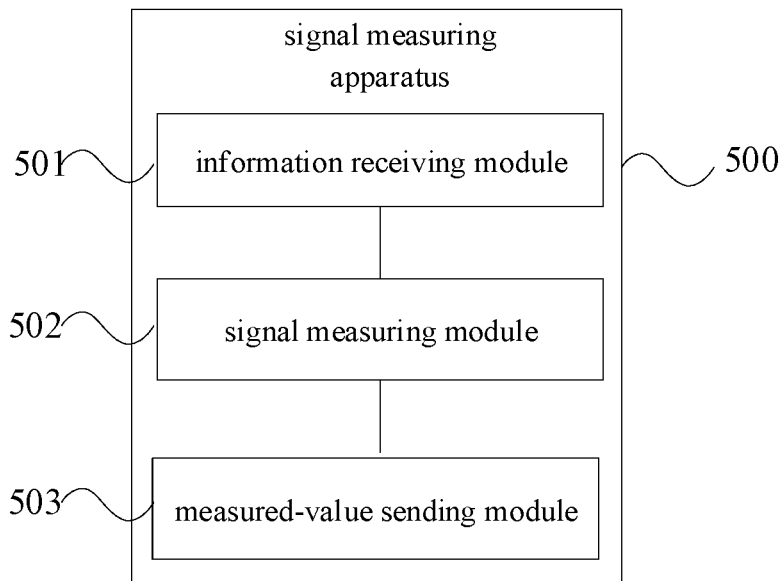 signal measuring
apparatus
501
information receiving module
500
502
signal measuring module
503
measured-value sending module